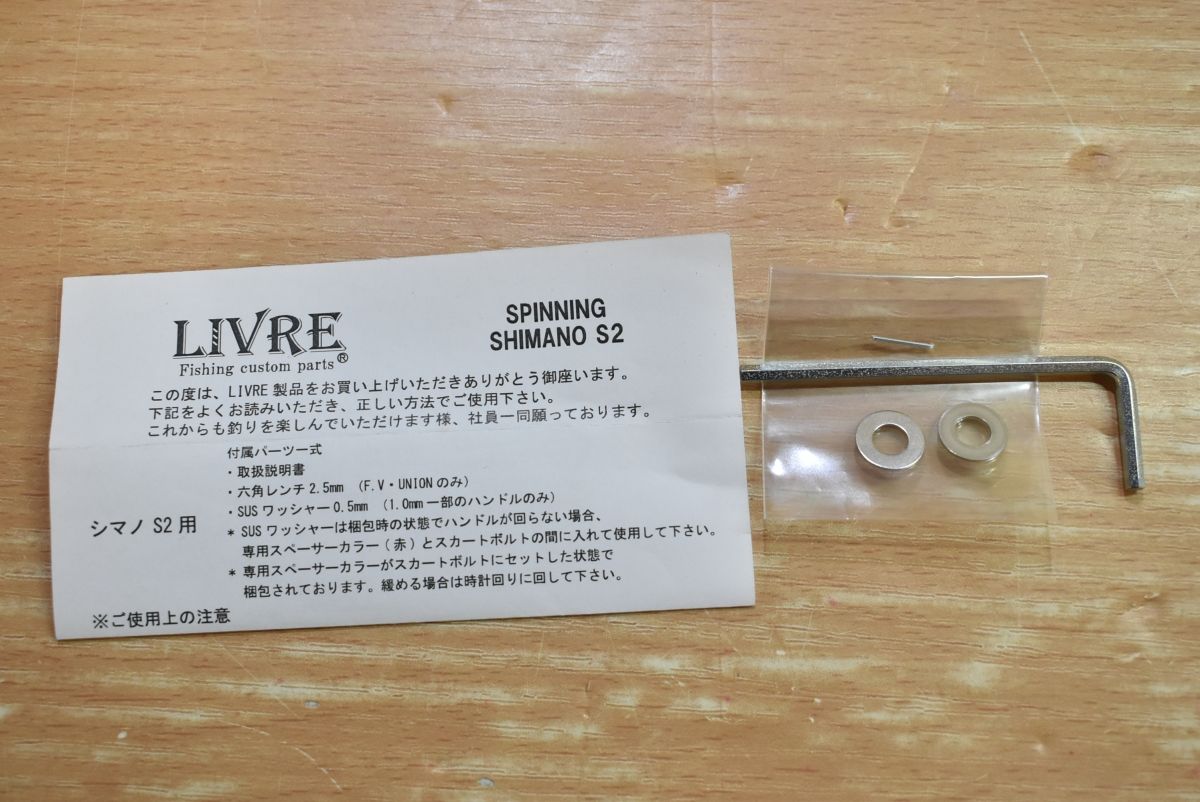 LIVRE®
Fishing custom parts
SPINNING
SHIMANO S2
この度は、LIVRE 製品をお買い上げいただきありがとう御座います。
下記をよくお読みいただき、正しい方法でご使用下さい。
これからも釣りを楽しんでいただけます様、社員一同願っております。
シマノ S2 用
付属パーツ一式
・取扱説明書
・六角レンチ 2.5mm （F.V・UNION のみ）
・SUS ワッシャー 0.5mm （1.0mm 一部のハンドルのみ）
* SUS ワッシャーは梱包時の状態でハンドルが回らない場合、
専用スペーサーカラー（赤）とスカートボルトの間に入れて使用して下さい。
* 専用スペーサーカラーがスカートボルトにセットした状態で
梱包されております。緩める場合は時計回りに回して下さい。
※ご使用上の注意